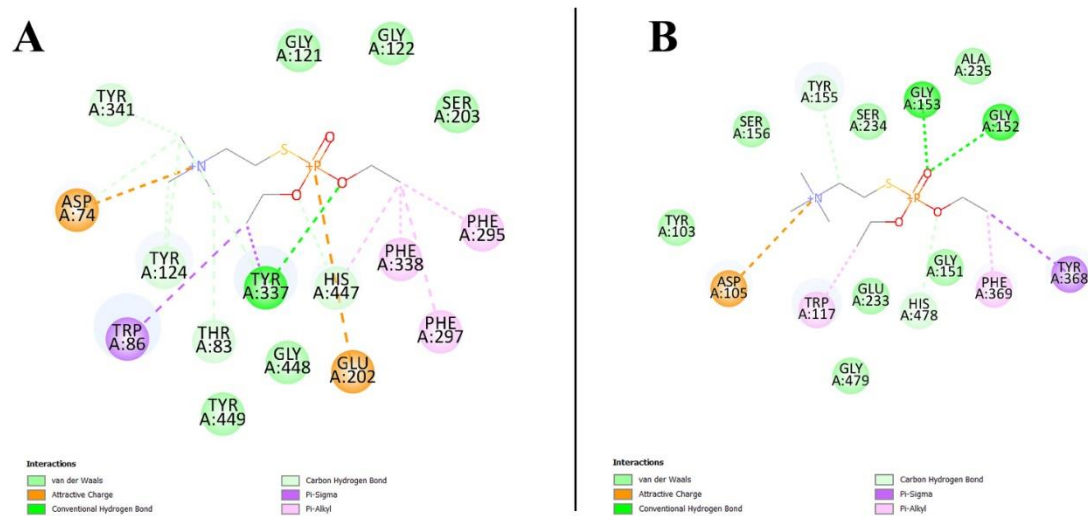 A
GLY
A:121
GLY
A:122
SER
A:203
TYR
A:341
+N
S
O
+P
O
O
ASP
A:74
TYR
A:124
TYR
A:337
HIS
A:447
PHE
A:338
PHE
A:295
TRP
A:86
THR
A:83
GLY
A:448
GLU
A:202
PHE
A:297
TYR
A:449
Interactions
van der Waals
Attractive Charge
Conventional Hydrogen Bond
Carbon Hydrogen Bond
Pi-Sigma
Pi-Alkyl
B
ALA
A:235
TYR
A:155
GLY
A:153
GLY
A:152
SER
A:156
SER
A:234
O
S
+P
+N
O
O
TYR
A:103
ASP
A:105
TRP
A:117
GLU
A:233
HIS
A:478
GLY
A:151
PHE
A:369
TYR
A:368
GLY
A:479
Interactions
van der Waals
Attractive Charge
Conventional Hydrogen Bond
Carbon Hydrogen Bond
Pi-Sigma
Pi-Alkyl